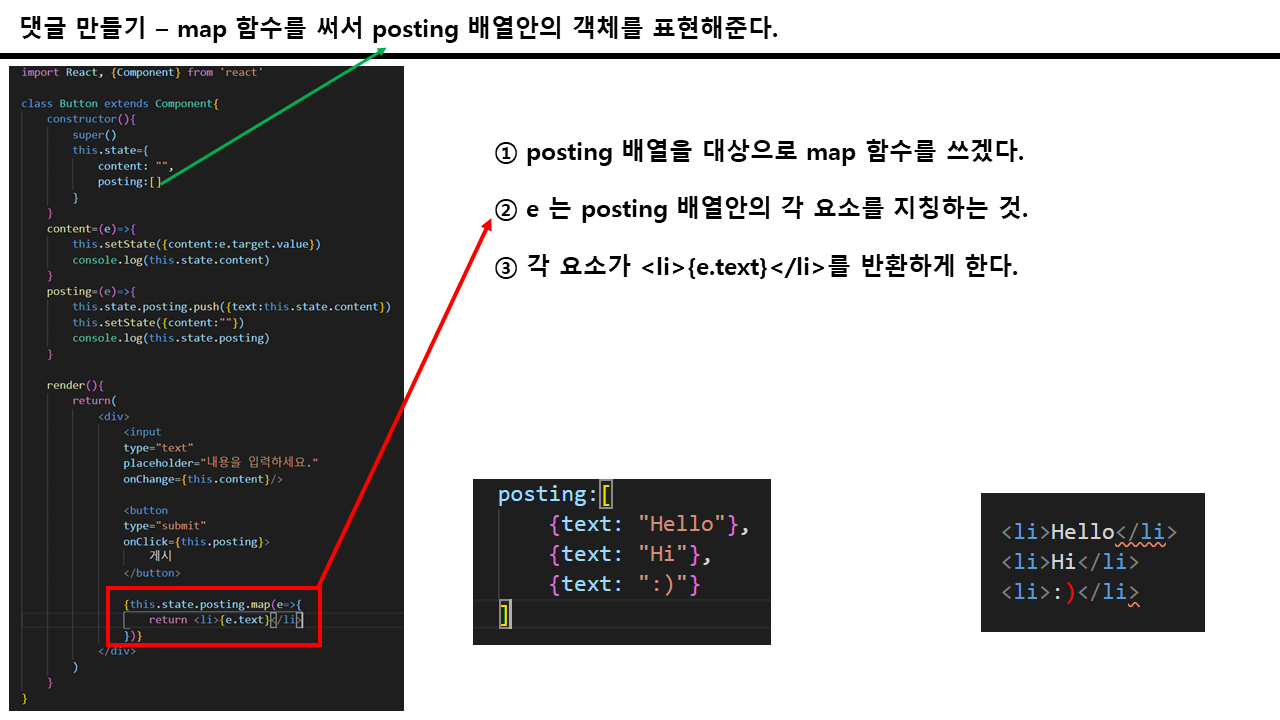 댓글 만들기 – map 함수를 써서 posting 배열안의 객체를 표현해준다.
import React, {Component} from 'react'
class Button extends Component{
constructor(){
super()
this.state={
content: "",
posting:[]
}
}
content=(e)=>{
this.setState({content:e.target.value})
console.log(this.state.content)
}
posting=(e)=>{
this.state.posting.push({text:this.state.content})
this.setState({content:""})
console.log(this.state.posting)
}
render(){
return(
<div>
<input
type="text"
placeholder="내용을 입력하세요."
onChange={this.content}/>
<button
type="submit"
onClick={this.posting}>
게시
</button>
{this.state.posting.map(e=>{
return <li>{e.text}</li>
})}
</div>
)
}
}
① posting 배열을 대상으로 map 함수를 쓰겠다.
② e 는 posting 배열안의 각 요소를 지칭하는 것.
③ 각 요소가 <li>{e.text}</li>를 반환하게 한다.
posting:[
{text: "Hello"},
{text: "Hi"},
{text: ":)"}
]
<li>Hello</li>
<li>Hi</li>
<li>:)</li>